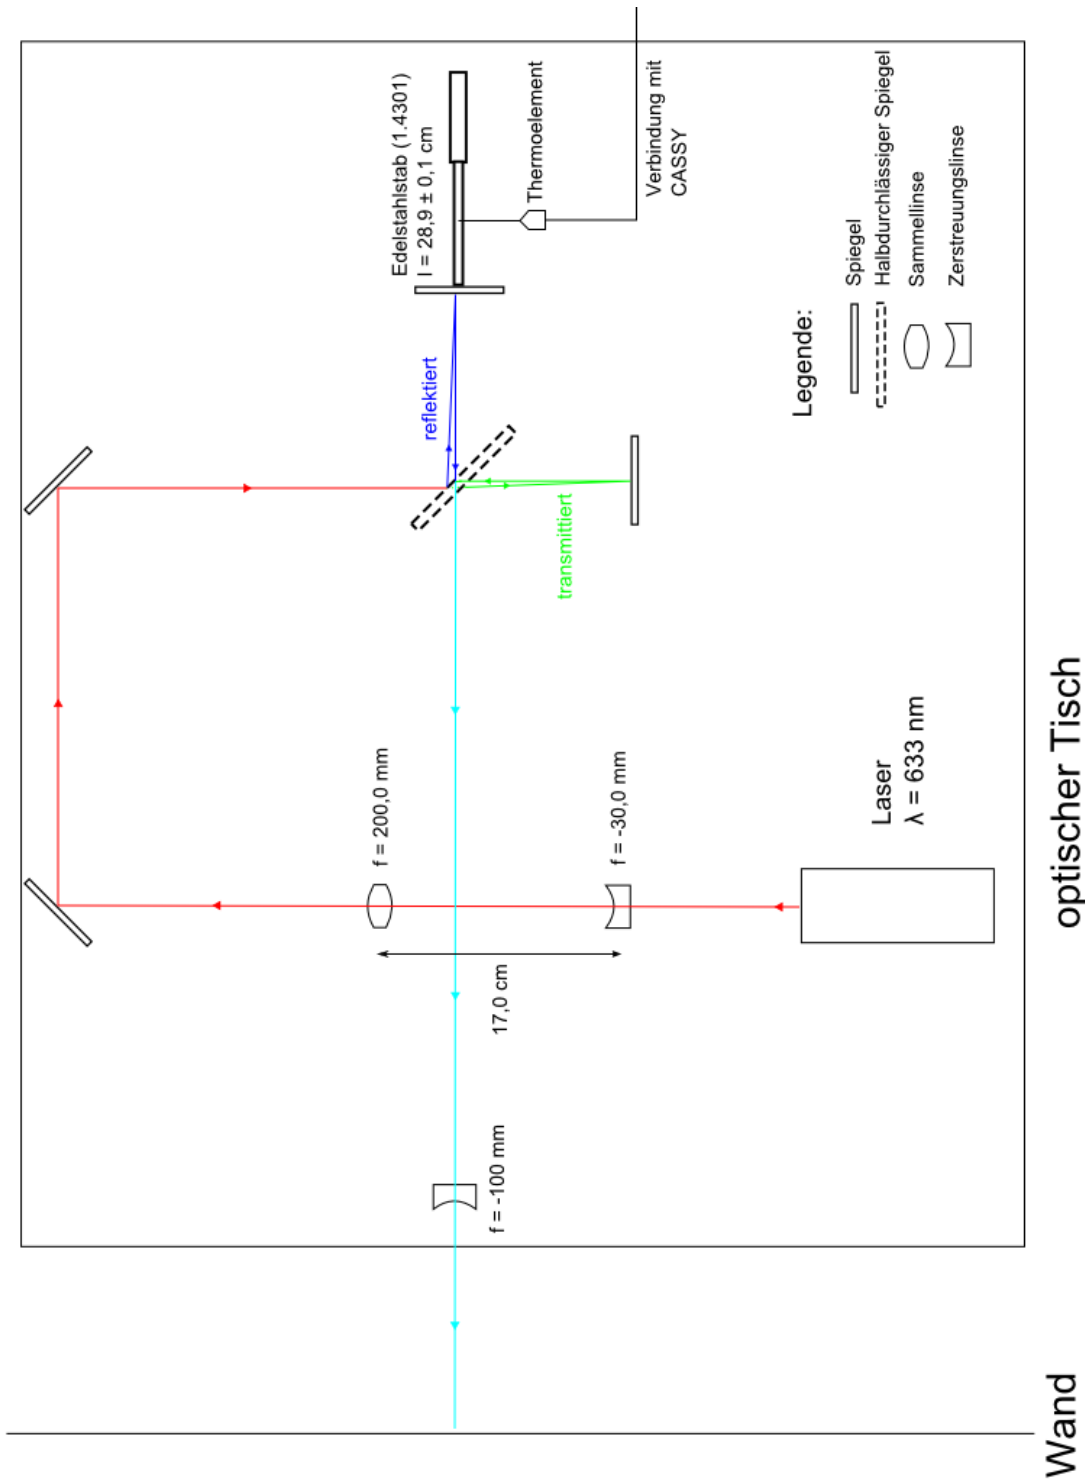 Edelstahlstab (1.4301)
l = 28,9 ± 0,1 cm
Thermoelement
Verbindung mit
CASSY
reflektiert
transmittiert
Legende:
Spiegel
Halbdurchlässiger Spiegel
Sammellinse
Zerstreuungslinse
f = 200,0 mm
f = -30,0 mm
17,0 cm
Laser
λ = 633 nm
f = -100 mm
optischer Tisch
Wand